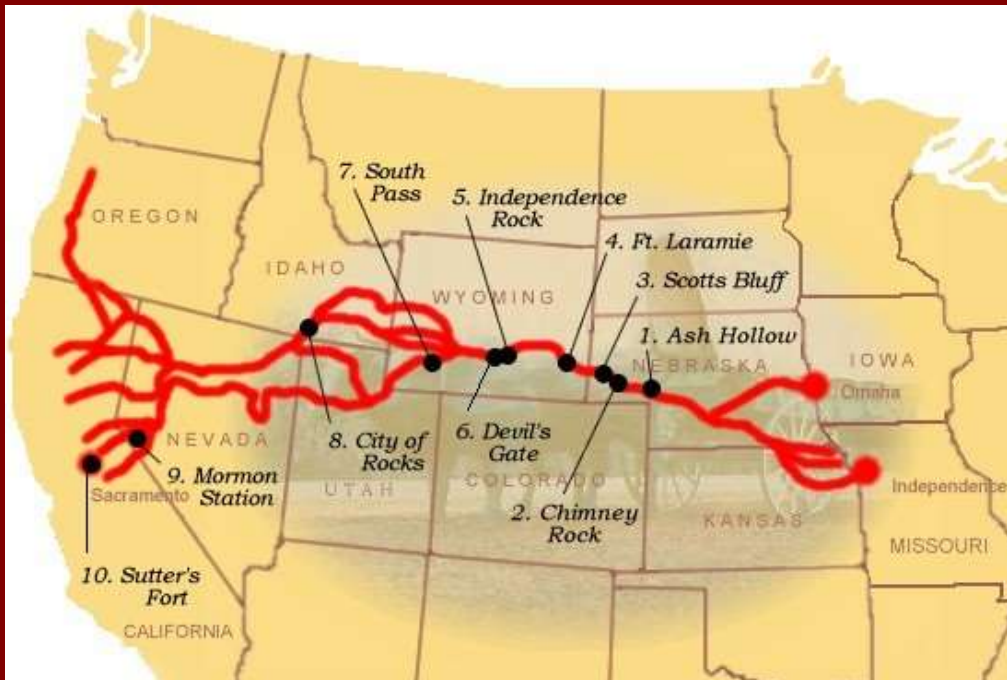 7. South
Pass
5. Independence
Rock
4. Ft. Laramie
3. Scotts Bluff
1. Ash Hollow
OREGON
IDAHO
WYOMING
NEBRASKA
IOWA
Omaha
NEVADA
8. City of
Rocks
6. Devil's
Gate
9. Mormon
Station
Sacramento
UTAH
COLORADO
2. Chimney
Rock
KANSAS
Independence
MISSOURI
10. Sutter's
Fort
CALIFORNIA